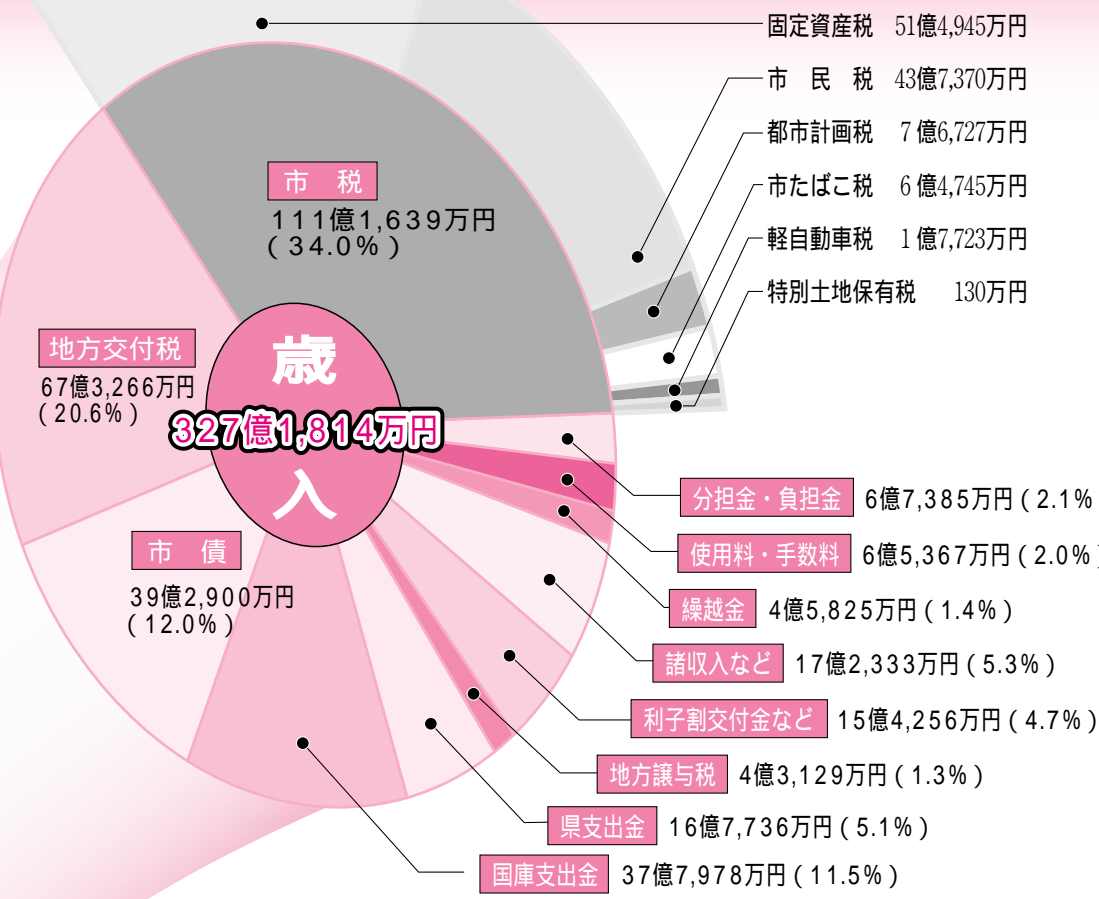 固定資産税 51億4,945万円
市民税 43億7,370万円
都市計画税 7億6,727万円
市たばこ税 6億4,745万円
軽自動車税 1億7,723万円
特別土地保有税 130万円
市税
111億1,639万円
(34.0%)
地方交付税
67億3,266万円
(20.6%)
歳
327億1,814万円
入
市債
39億2,900万円
(12.0%)
分担金・負担金 6億7,385万円(2.1%
使用料・手数料 6億5,367万円(2.0%)
繰越金 4億5,825万円(1.4%)
諸収入など 17億2,333万円(5.3%)
利子割交付金など 15億4,256万円(4.7%)
地方譲与税 4億3,129万円(1.3%)
県支出金 16億7,736万円(5.1%)
国庫支出金 37億7,978万円(11.5%)